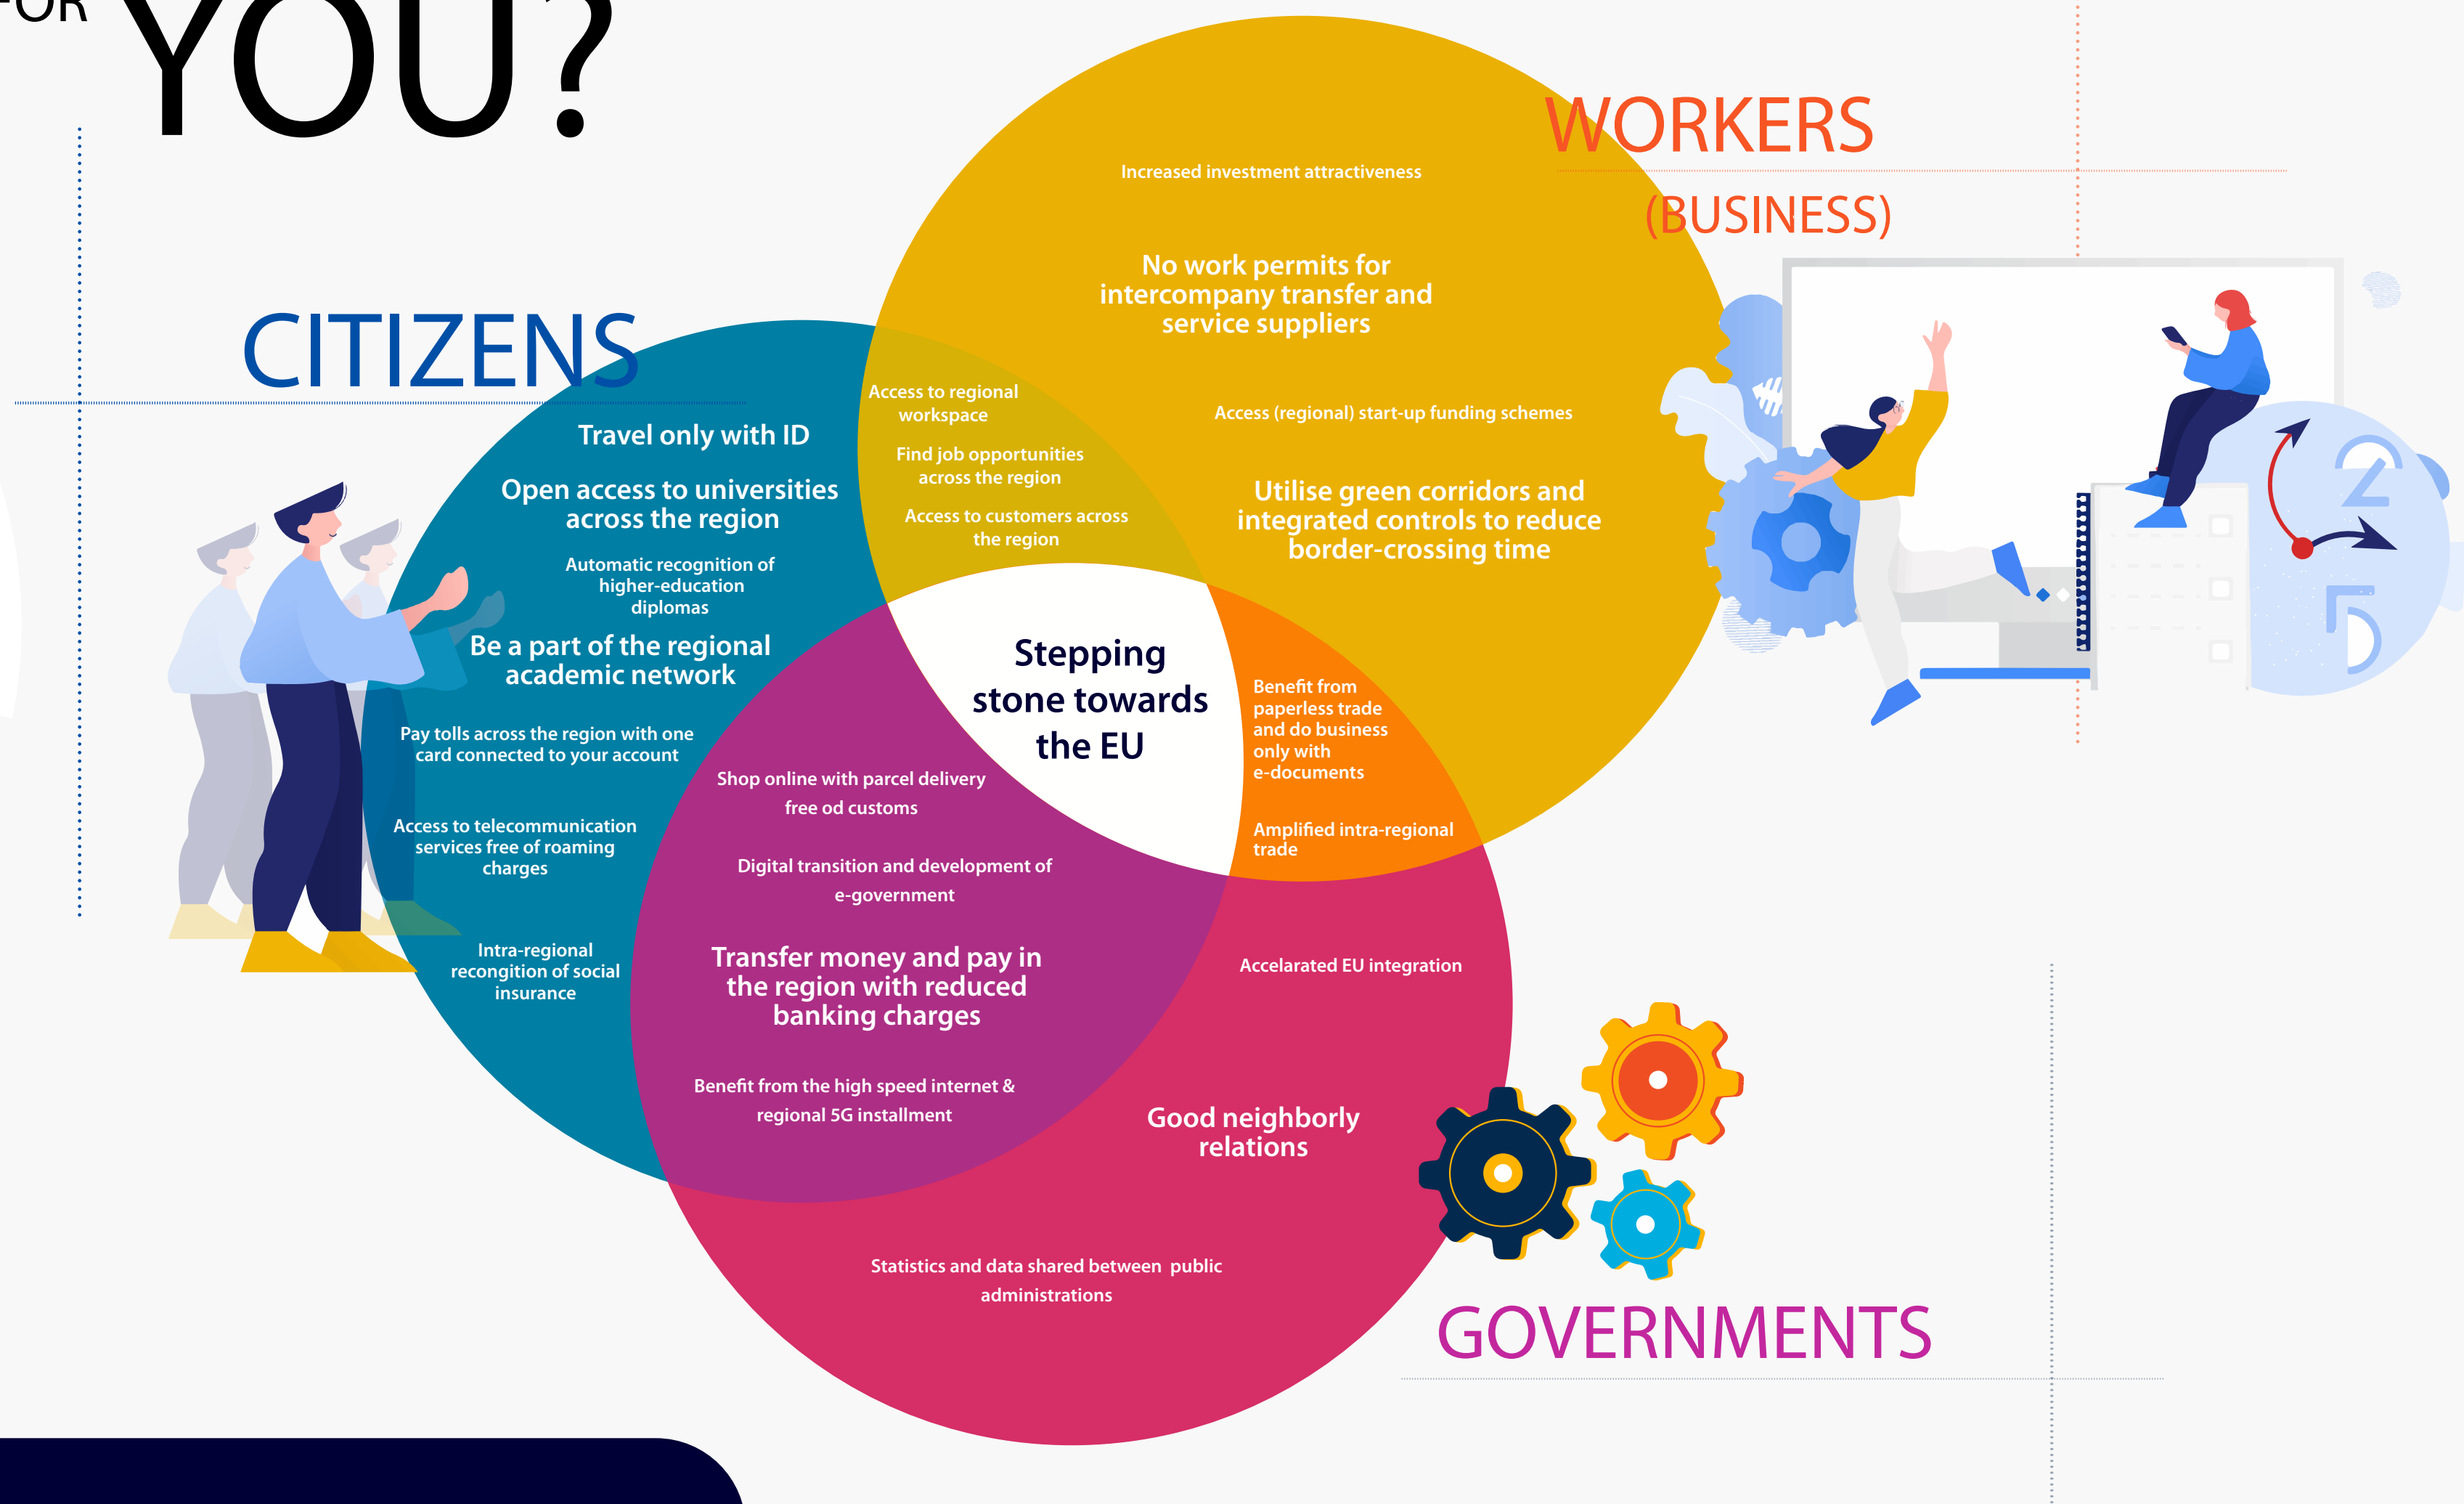 FOR
YOU?
WORKERS
(BUSINESS)
Increased investment attractiveness
No work permits for
intercompany transfer and
service suppliers
Access (regional) start-up funding schemes
Utilise green corridors and
integrated controls to reduce
border-crossing time
CITIZENS
Travel only with ID
Open access to universities
across the region
Automatic recognition of
higher-education
diplomas
Be a part of the regional
academic network
Pay tolls across the region with one
card connected to your account
Access to telecommunication
services free of roaming
charges
Intra-regional
recongition of social
insurance
Access to regional
workspace
Find job opportunities
across the region
Access to customers across
the region
Stepping
stone towards
the EU
Benefit from
paperless trade
and do business
only with
e-documents
Amplified intra-regional
trade
Shop online with parcel delivery
free od customs
Digital transition and development of
e-government
Transfer money and pay in
the region with reduced
banking charges
Benefit from the high speed internet &
regional 5G installment
Accelarated EU integration
Good neighborly
relations
Statistics and data shared between public
administrations
GOVERNMENTS